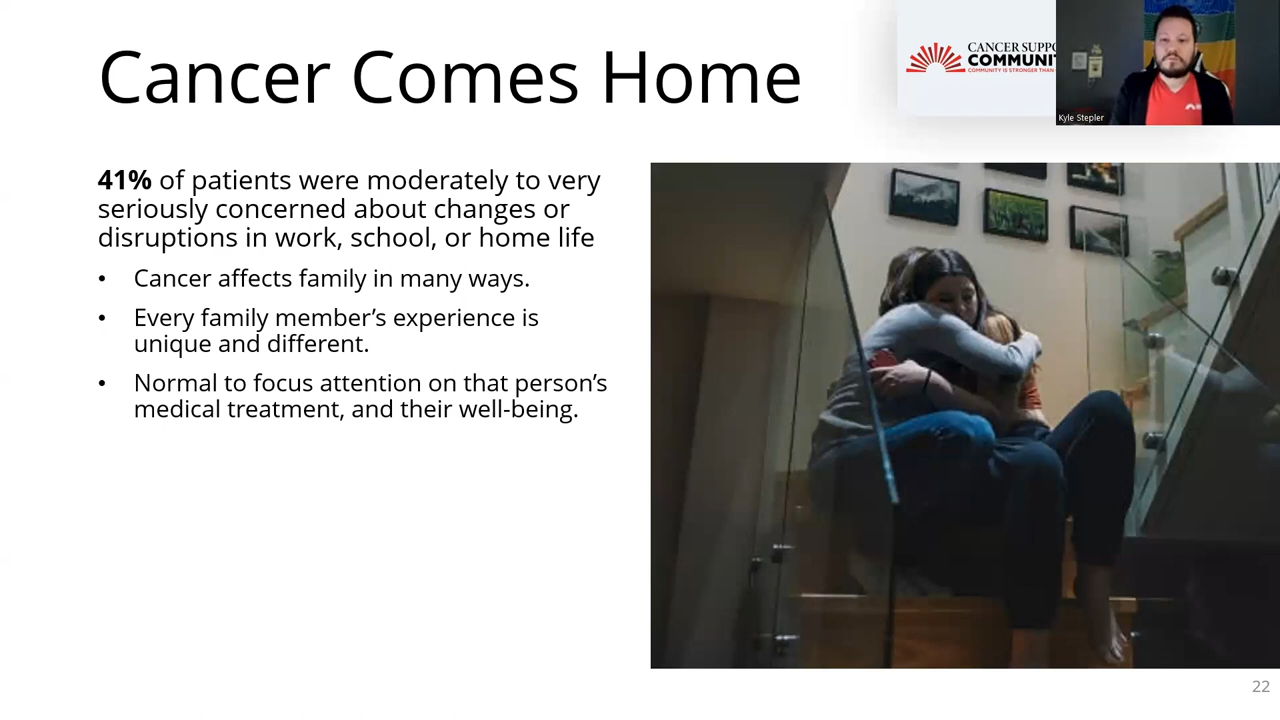 Cancer Comes Home
CANCER SUPPO
COMMUNIT
COMMUNITY IS STRONGER THAN
Kyle Stepler
41% of patients were moderately to very
seriously concerned about changes or
disruptions in work, school, or home life
• Cancer affects family in many ways.
• Every family member’s experience is
unique and different.
• Normal to focus attention on that person’s
medical treatment, and their well-being.
22